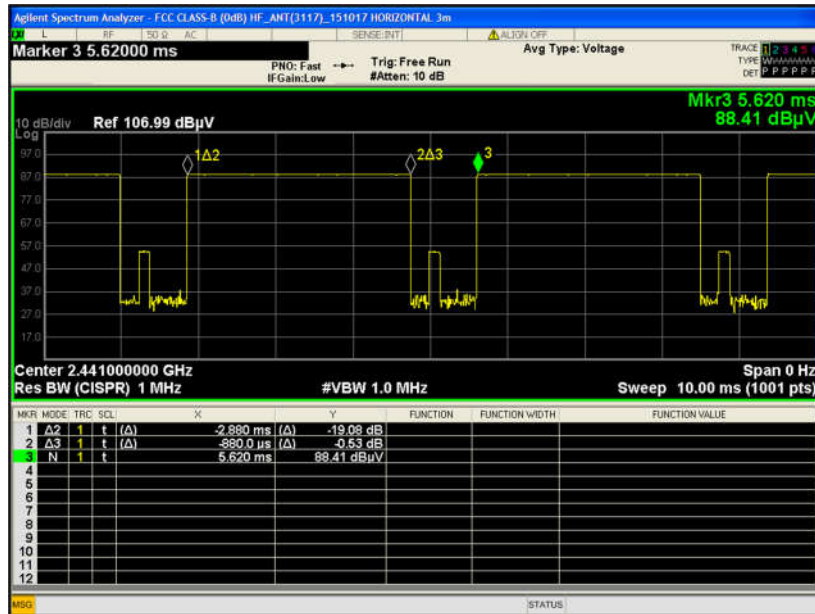 Agilent Spectrum Analyzer - FCC CLASS-B (0dB) HF_ANT(3117)_151017 HORIZONTAL 3m
L RF 50 Ω AC SENSE:INT ALIGN OFF
Marker 3 5.62000 ms
PNO: Fast
IFGain:Low
Trig: Free Run
#Atten: 10 dB
Avg Type: Voltage
TRACE 1 2 3 4 5
TYPE
DET P P P P P
Mkr3 5.620 ms
88.41 dBµV
10 dB/div Ref 106.99 dBµV
Log
97.0
87.0
77.0
67.0
57.0
47.0
37.0
27.0
17.0
1Δ2
2Δ3
3
Center 2.441000000 GHz Span 0 Hz
Res BW (CISPR) 1 MHz #VBW 1.0 MHz Sweep 10.00 ms (1001 pts)
MKR MODE TRC SCL X Y FUNCTION FUNCTION WIDTH FUNCTION VALUE
1 Δ2 1 t (Δ) -2.880 ms (Δ) -19.08 dB
2 Δ3 1 t (Δ) -880.0 µs (Δ) -0.53 dB
3 N 1 t 5.620 ms 88.41 dBµV
4
5
6
7
8
9
10
11
12
MSG STATUS